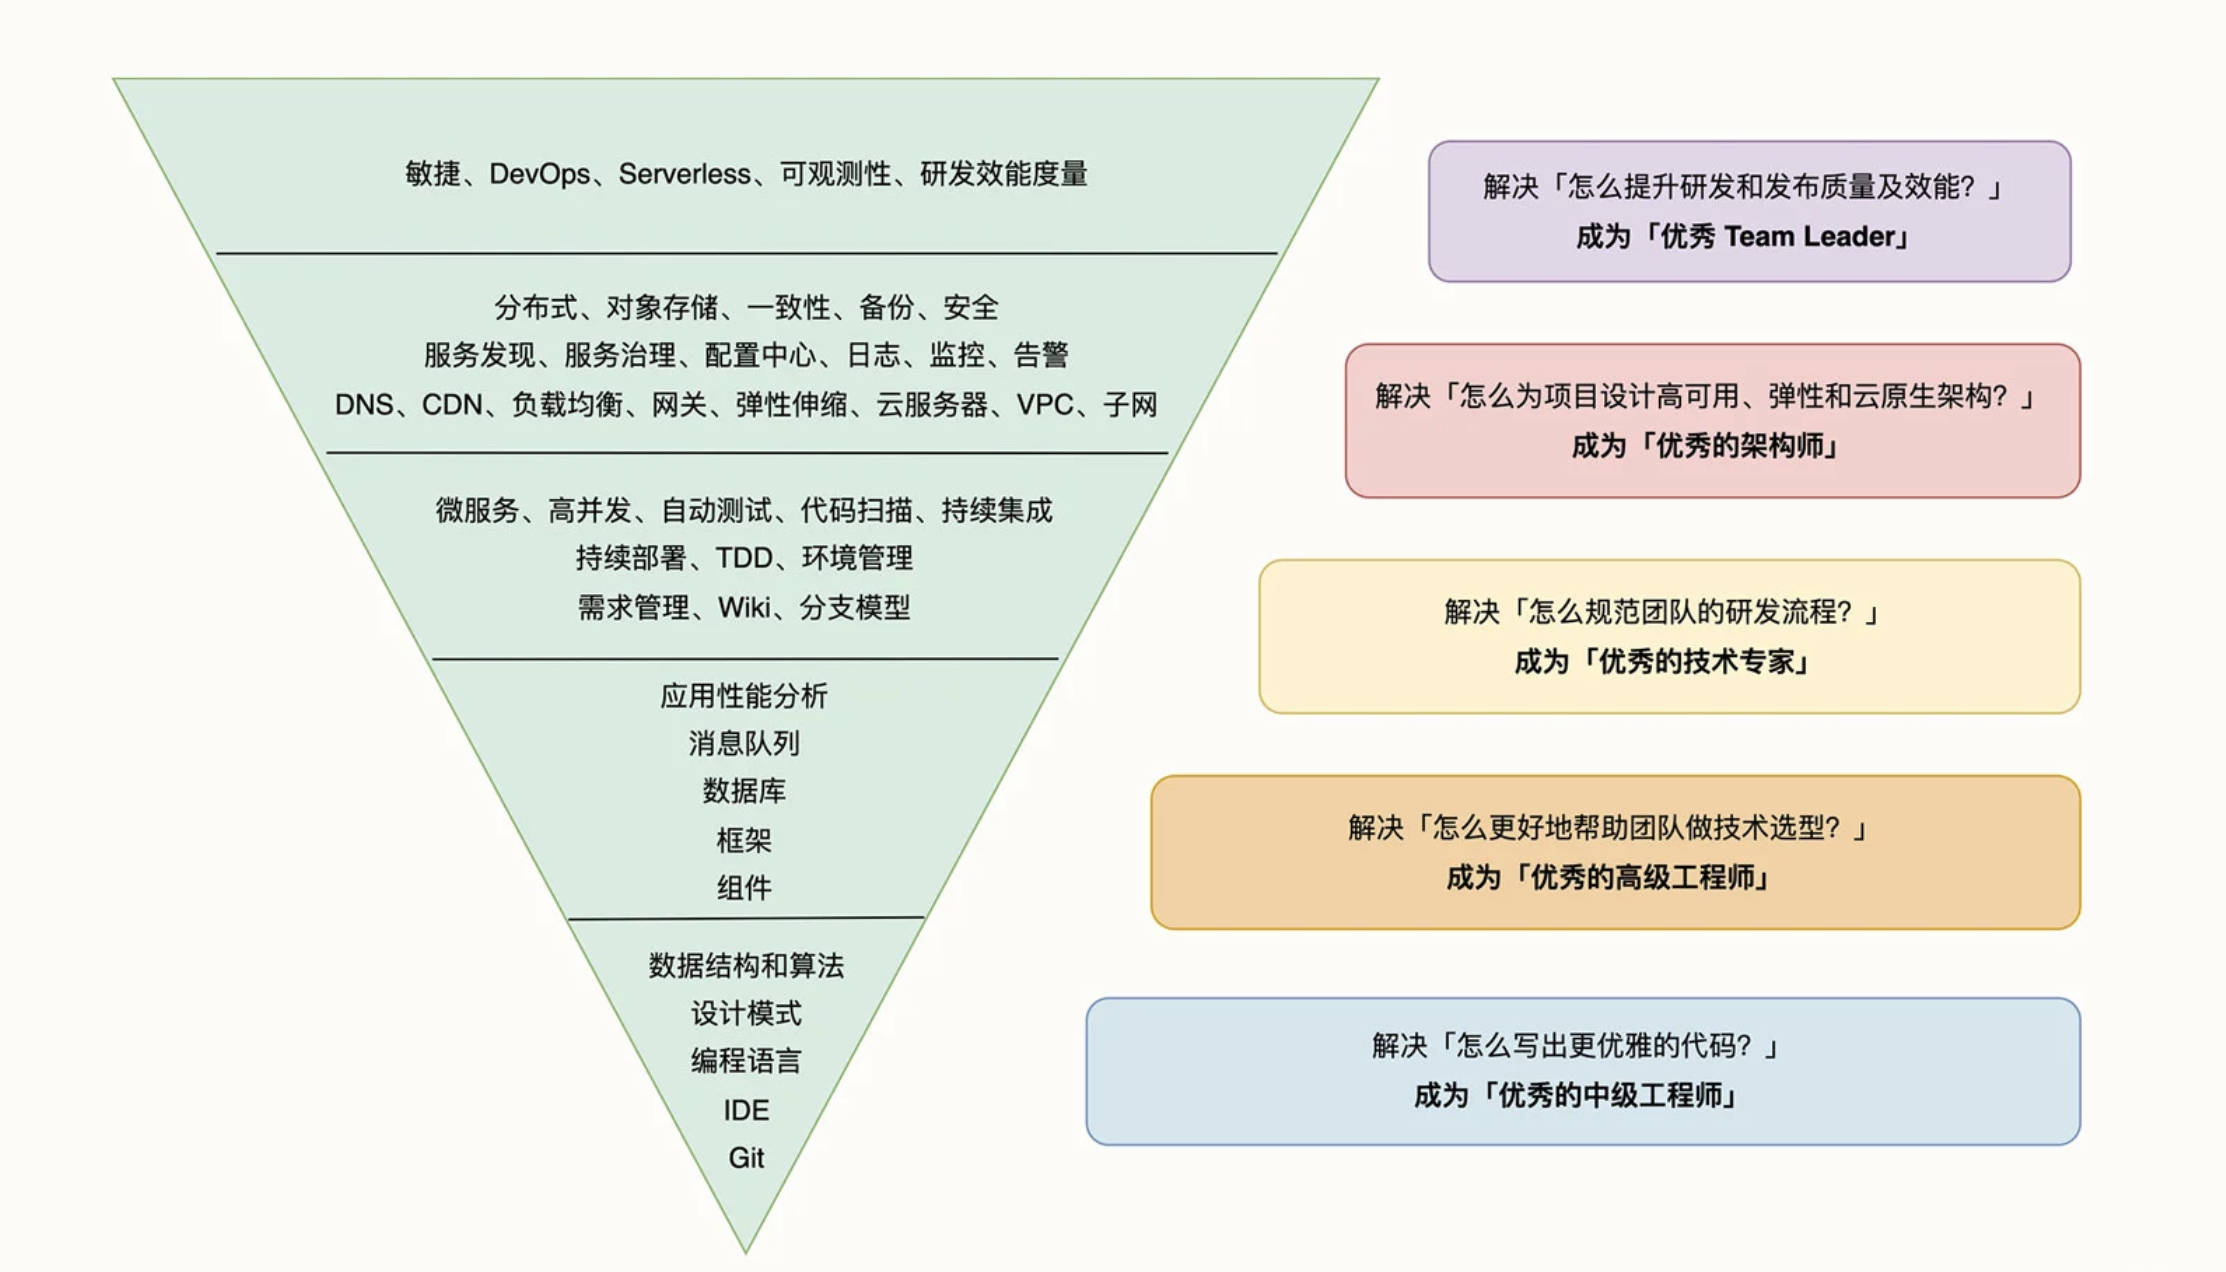 敏捷、DevOps、Serverless、可观测性、研发效能度量
解决「怎么提升研发和发布质量及效能？」
成为「优秀 Team Leader」
分布式、对象存储、一致性、备份、安全
服务发现、服务治理、配置中心、日志、监控、告警
DNS、CDN、负载均衡、网关、弹性伸缩、云服务器、VPC、子网
解决「怎么为项目设计高可用、弹性和云原生架构？」
成为「优秀的架构师」
微服务、高并发、自动测试、代码扫描、持续集成
持续部署、TDD、环境管理
需求管理、Wiki、分支模型
解决「怎么规范团队的研发流程？」
成为「优秀的技术专家」
应用性能分析
消息队列
数据库
框架
组件
解决「怎么更好地帮助团队做技术选型？」
成为「优秀的高级工程师」
数据结构和算法
设计模式
编程语言
IDE
Git
解决「怎么写出更优雅的代码？」
成为「优秀的中级工程师」